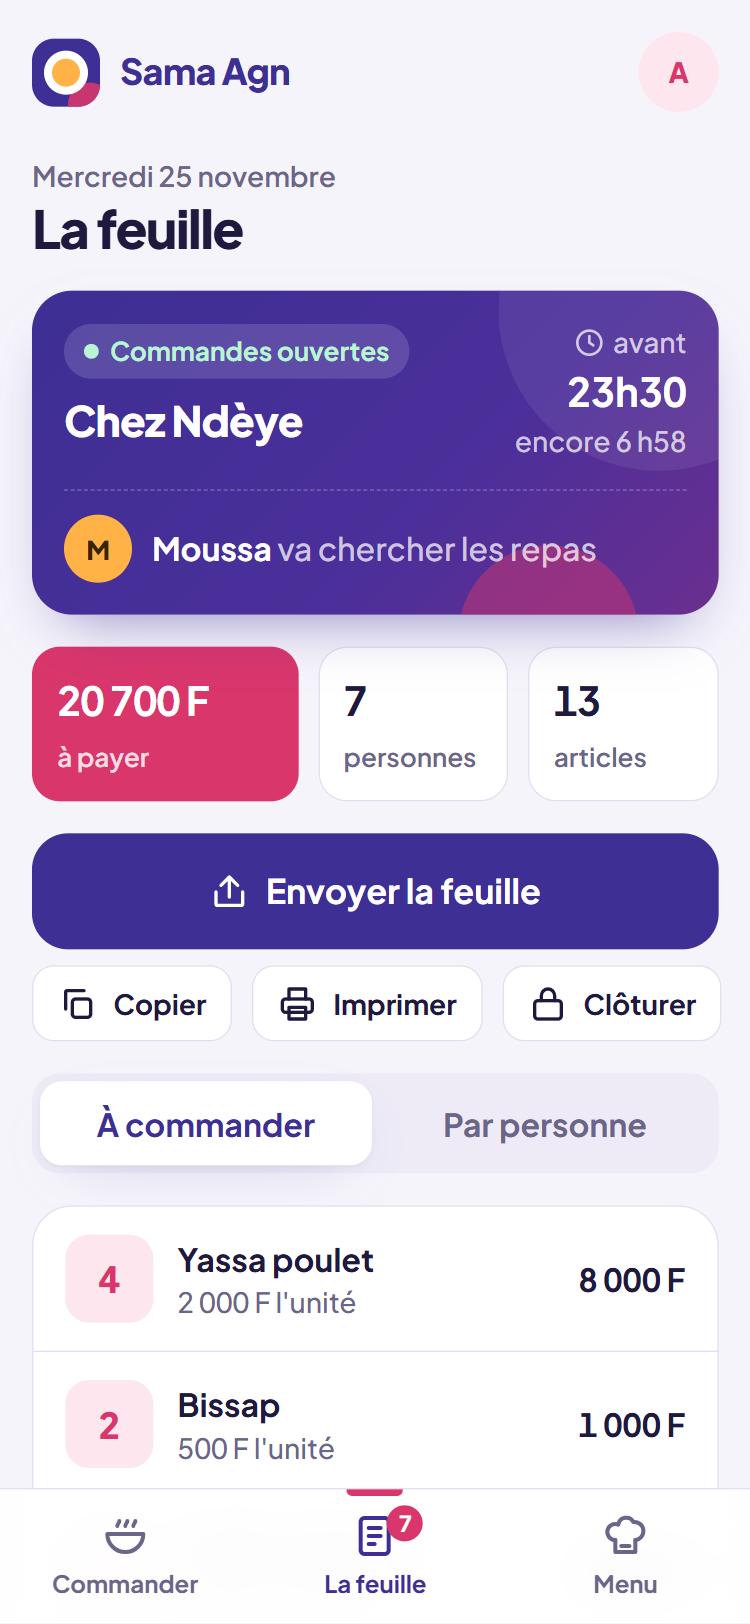 Sama Agn
A
Mercredi 25 novembre
La feuille
Commandes ouvertes
Chez Ndèye
avant
23h30
encore 6 h58
M
Moussa va chercher les repas
20 700 F
à payer
7
personnes
13
articles
Envoyer la feuille
Copier
Imprimer
Clôturer
À commander
Par personne
4
Yassa poulet
2 000 F l'unité
8 000 F
2
Bissap
500 F l'unité
1 000 F
7
Commander
La feuille
Menu